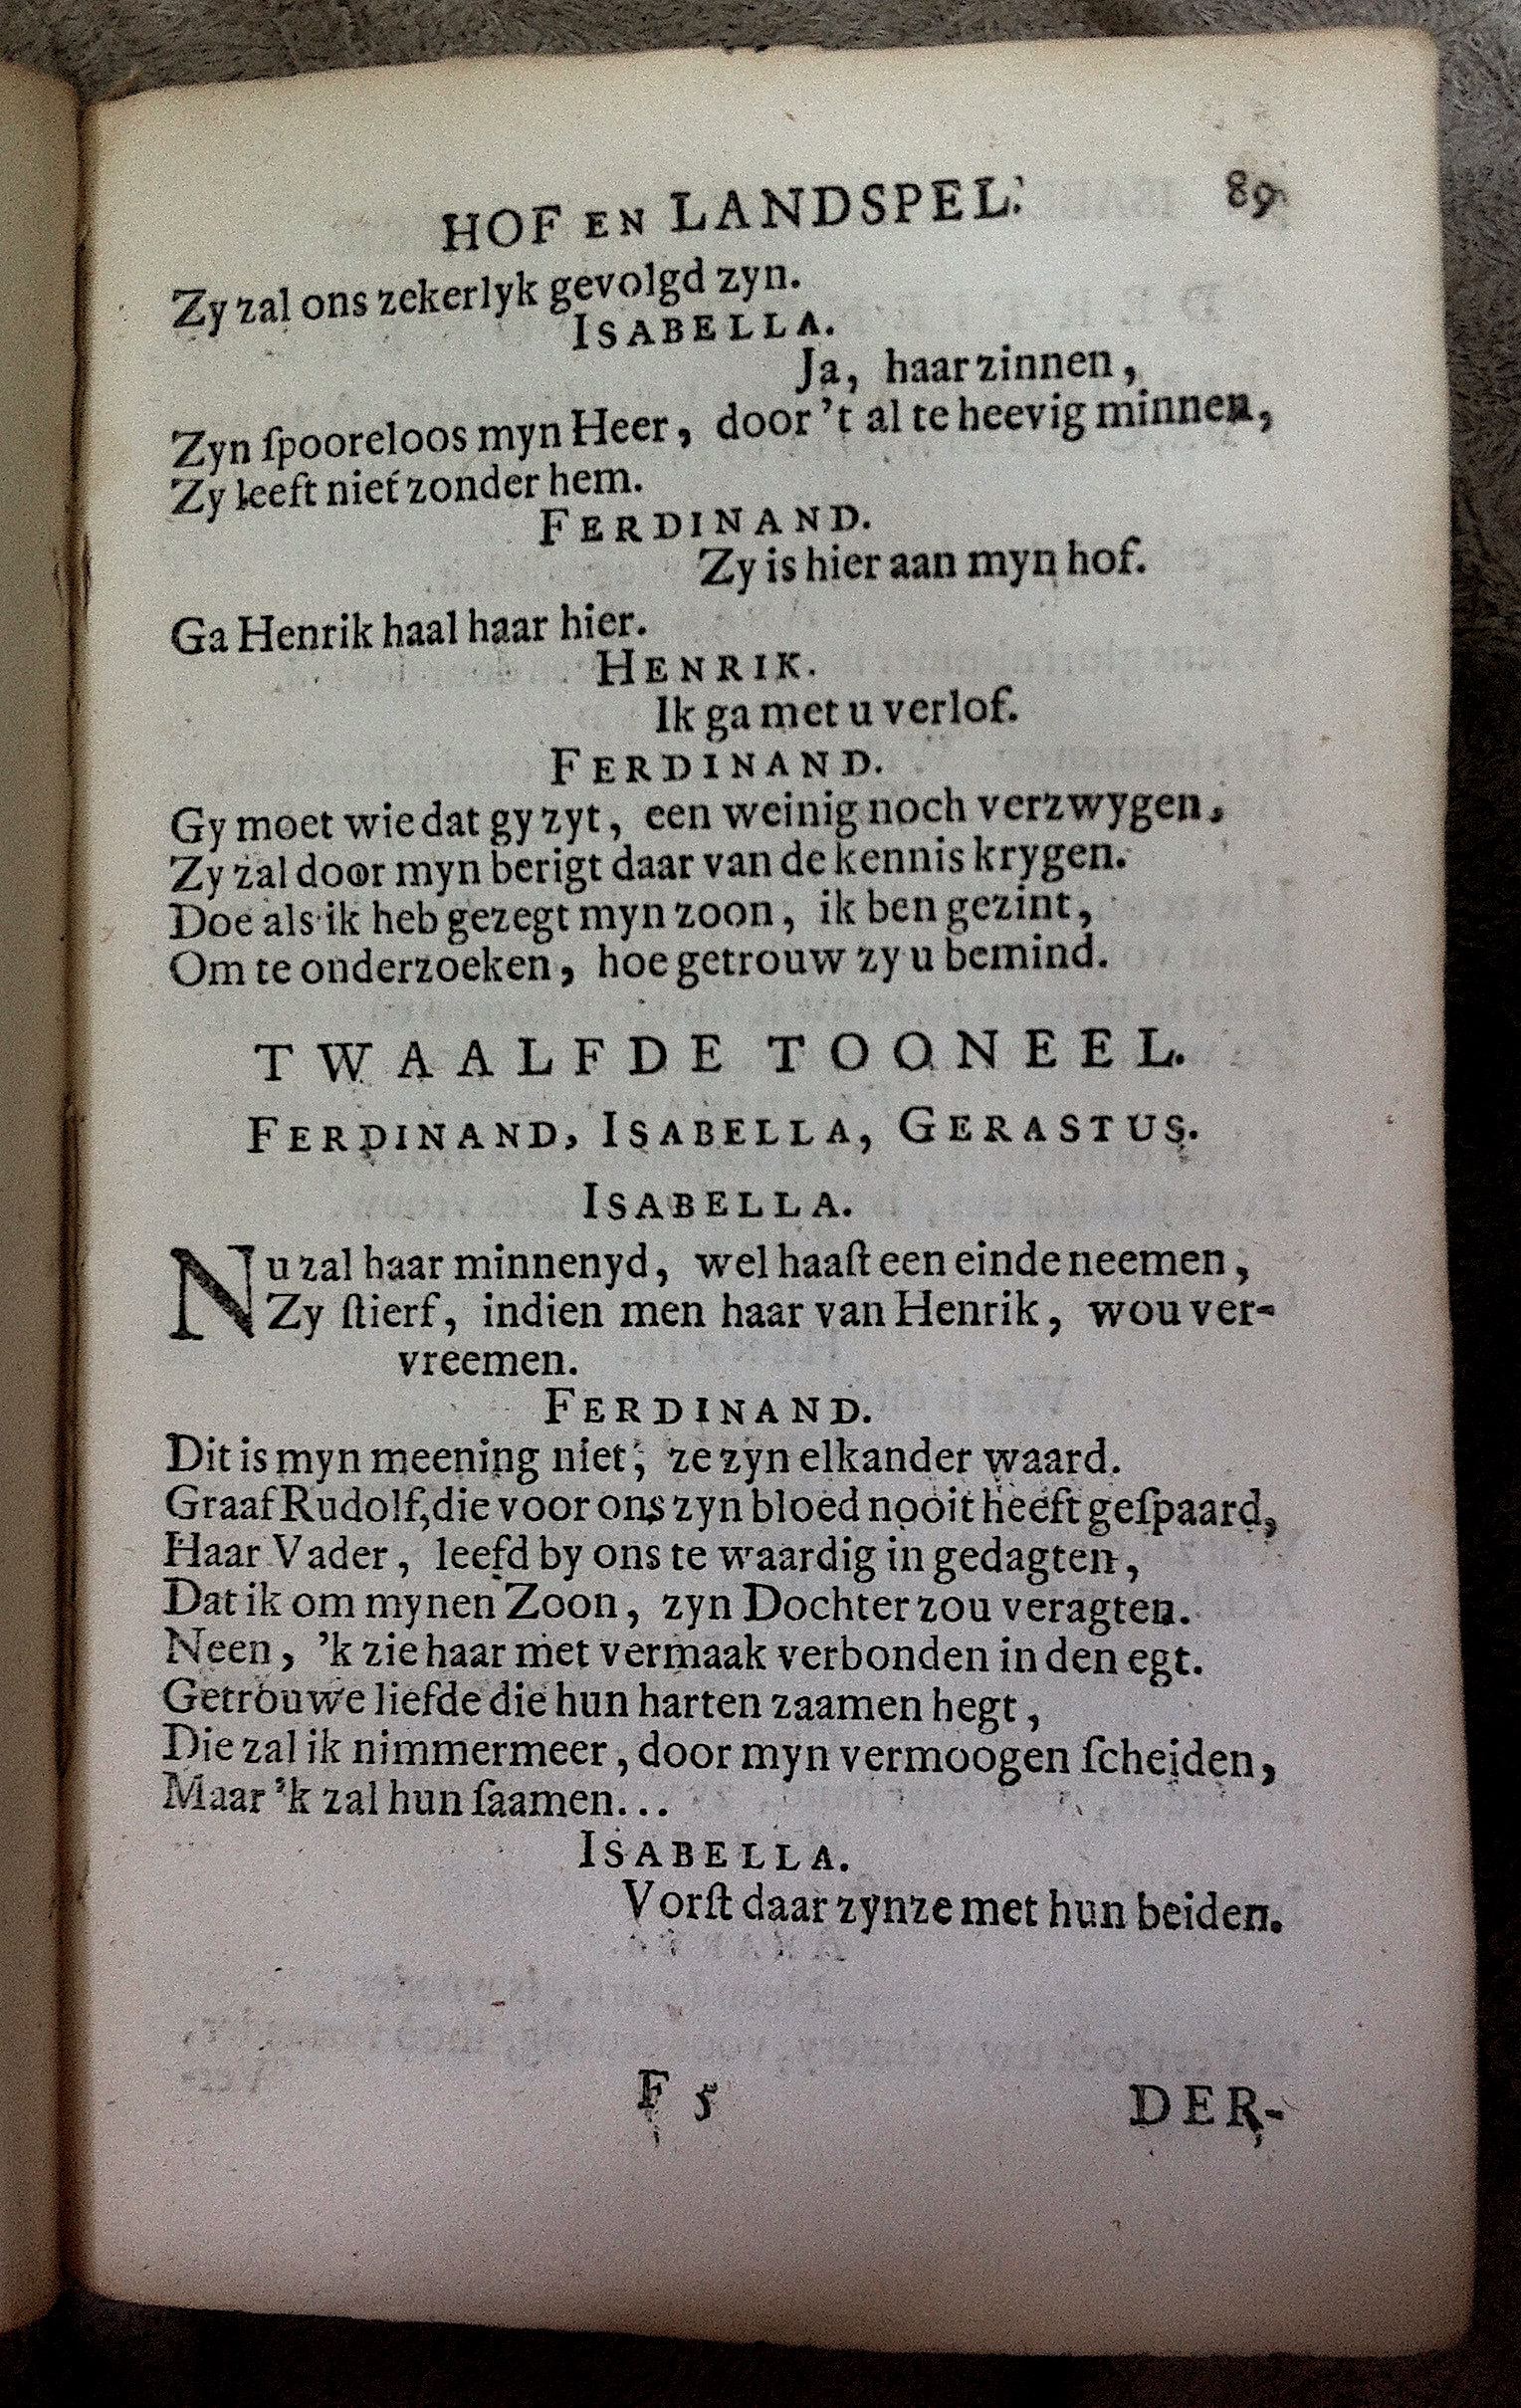 HOF EN LANDSPEL. 89
Zy zal ons zekerlyk gevolgd zyn.
ISABELLA.
Ja, haar zinnen,
Zyn ſpooreloos myn Heer, door 't al te heevig minnen,
Zy leeft niet zonder hem.
FERDINAND.
Zy is hier aan myn hof.
Ga Henrik haal haar hier.
HENRIK.
Ik ga met u verlof.
FERDINAND.
Gy moet wie dat gy zyt, een weinig noch verzwygen,
Zy zal door myn berigt daar van de kennis krygen.
Doe als ik heb gezegt myn zoon, ik ben gezint,
Om te onderzoeken, hoe getrouw zy u bemind.
TWAALFDE TOONEEL.
FERDINAND, ISABELLA, GERASTUS.
ISABELLA.
Nu zal haar minnenyd, wel haaſt een einde neemen,
Zy ſtierf, indien men haar van Henrik, wou ver-
vreemen.
FERDINAND.
Dit is myn meening niet; ze zyn elkander waard.
Graaf Rudolf, die voor ons zyn bloed nooit heeft geſpaard,
Haar Vader, leefd by ons te waardig in gedagten,
Dat ik om mynen Zoon, zyn Dochter zou veragten.
Neen, 'k zie haar met vermaak verbonden in den egt.
Getrouwe liefde die hun harten zaamen hegt,
Die zal ik nimmermeer, door myn vermoogen ſcheiden,
Maar 'k zal hun ſaamen...
ISABELLA.
Vorſt daar zynze met hun beiden.
F 5 DER-